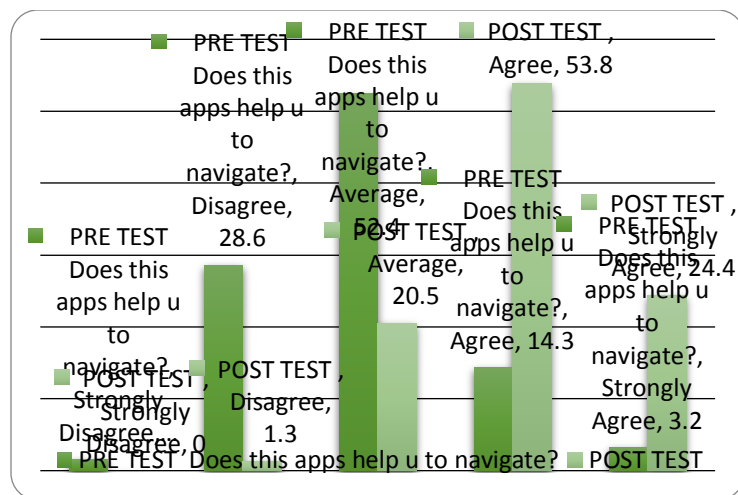 PRE TEST
Does this
apps help u
to
navigate?,
Disagree,
28.6
PRE TEST
Does this
apps help u
to
navigate?,
Average,
52.4
POST TEST ,
Agree, 53.8
PRE TEST
Does this
apps help u
to
navigate?,
Agree, 14.3
POST TEST ,
Strongly
Agree, 24.4
PRE TEST
Does this
apps help u
to
navigate?,
Strongly
Agree, 3.2
POST TEST ,
Average,
20.5
PRE TEST
Does this
apps help u
to
navigate?,
Strongly
Disagree,
POST TEST ,
Strongly
Disagree, 0
POST TEST ,
Disagree,
1.3
PRE TEST Does this apps help u to navigate?
POST TEST